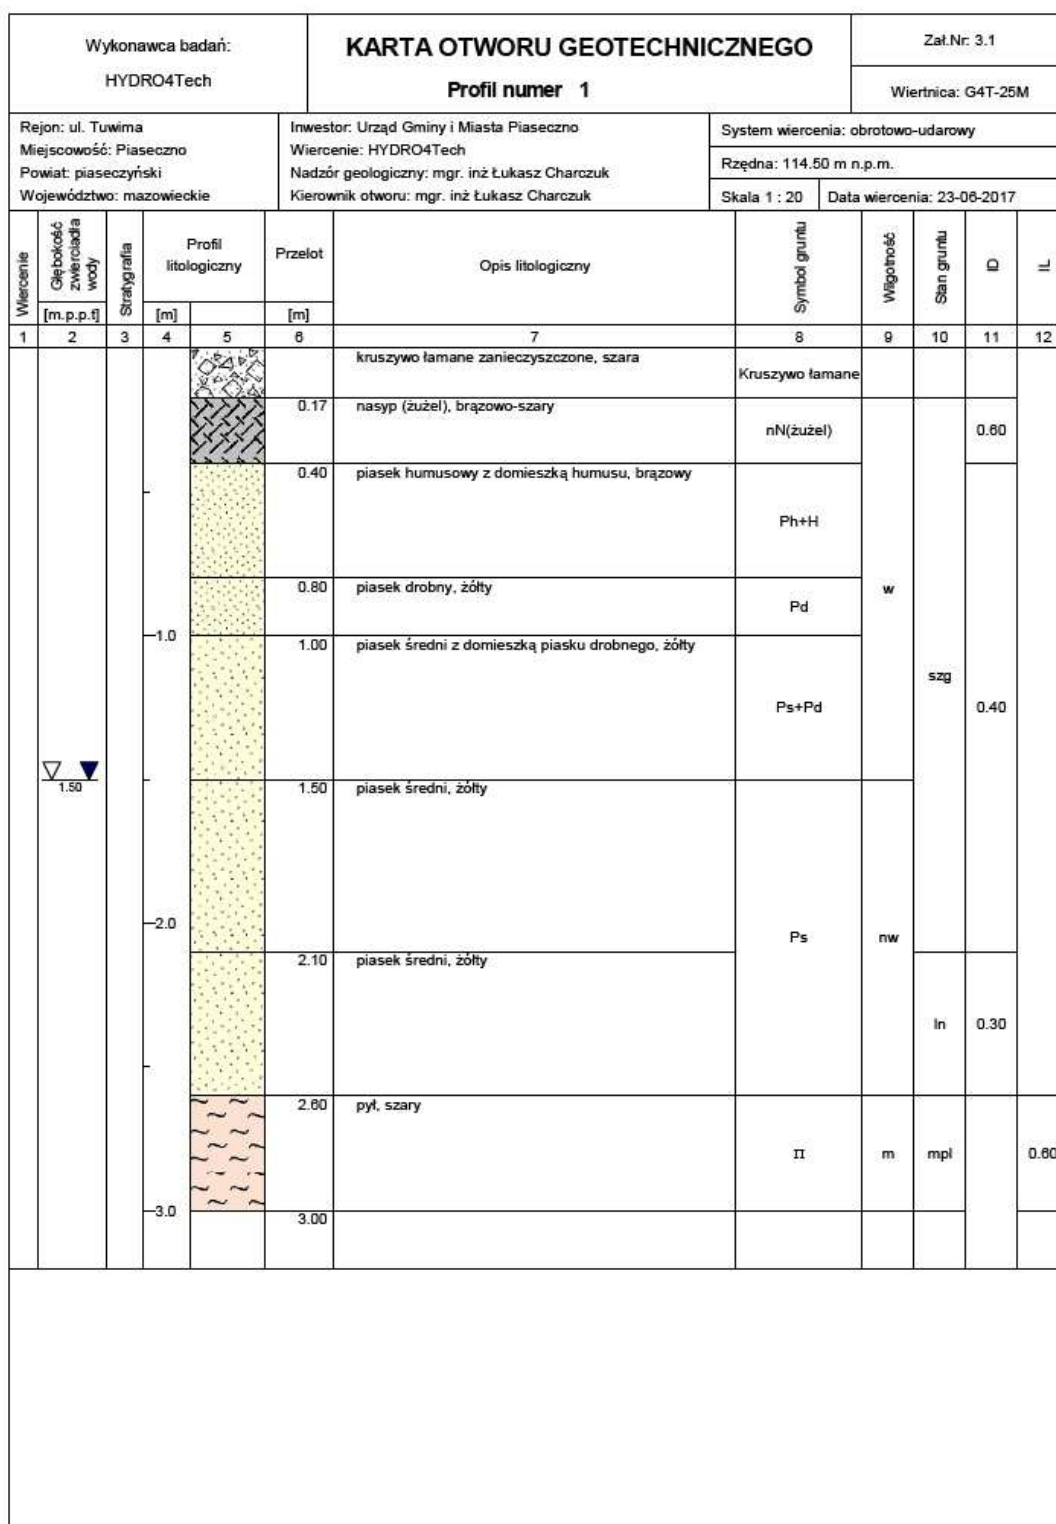 Wykonawca badań:
HYDRO4Tech
KARTA OTWORU GEOTECHNICZNEGO
Profil numer 1
Zał.Nr: 3.1
Wiertnica: G4T-25M
Rejon: ul. Tuwima
Miejscowość: Piaseczno
Powiat: piaseczyński
Województwo: mazowieckie
Inwestor: Urząd Gminy i Miasta Piaseczno
Wiercenie: HYDRO4Tech
Nadzór geologiczny: mgr. inż Łukasz Charczuk
Kierownik otworu: mgr. inż Łukasz Charczuk
System wiercenia: obrotowo-udarowy
Rzędna: 114.50 m n.p.m.
Skala 1 : 20 Data wiercenia: 23-06-2017
Wiercenie
Głębokość
zwierciadła
wody
[m.p.p.t]
Stratygrafia
Profil
litologiczny
[m]
Przelot
[m]
Opis litologiczny
Symbol gruntu
Wilgotność
Stan gruntu
ID
IL
1 2 3 4 5 6 7 8 9 10 11 12
kruszywo łamane zanieczyszczone, szara
Kruszywo łamane
0.17 nasyp (żużel), brązowo-szary
nN(żużel) 0.60
0.40 piasek humusowy z domieszką humusu, brązowy
Ph+H
0.80 piasek drobny, żółty
w
Pd
1.0
1.00 piasek średni z domieszką piasku drobnego, żółty
szg
Ps+Pd 0.40
1.50
1.50 piasek średni, żółty
2.0
Ps nw
2.10 piasek średni, żółty
ln 0.30
2.60 pył, szary
Π m mpl 0.60
3.0
3.00